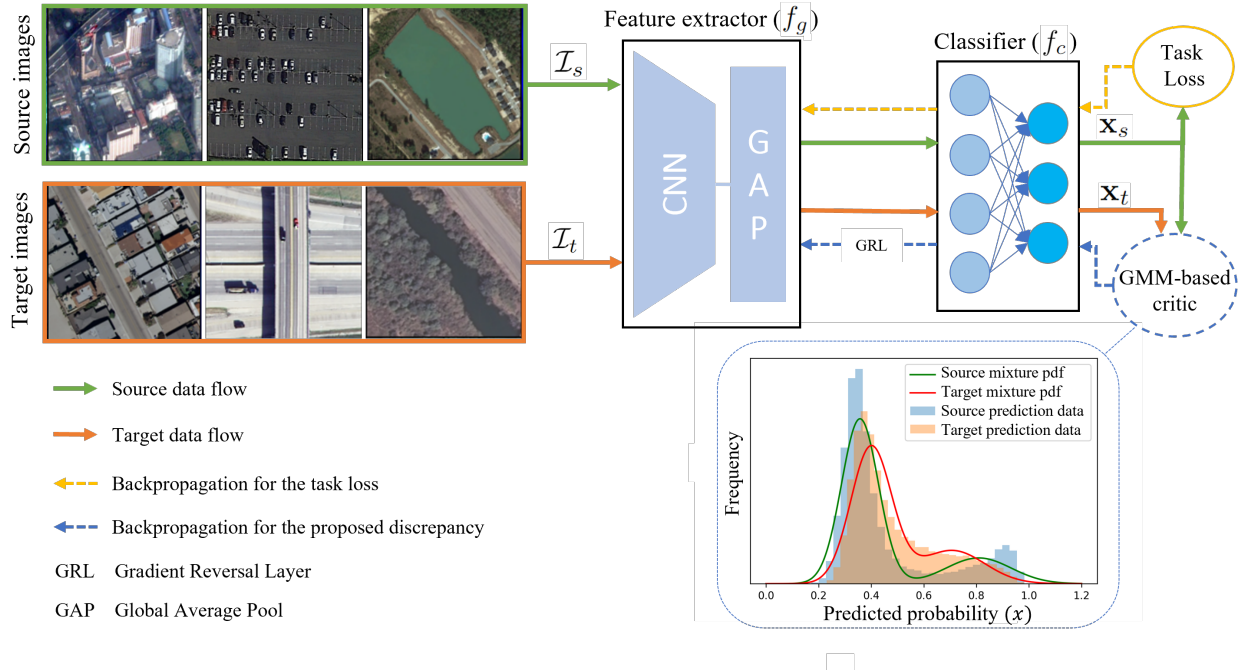 Source images
Target images
$\mathcal{I}_s$
$\mathcal{I}_t$
Feature extractor ($f_g$)
CNN
GAP
Classifier ($f_c$)
GRL
$\mathbf{x}_s$
$\mathbf{x}_t$
Task
Loss
GMM-based
critic
Source data flow
Target data flow
Backpropagation for the task loss
Backpropagation for the proposed discrepancy
GRL Gradient Reversal Layer
GAP Global Average Pool
Frequency
Source mixture pdf
Target mixture pdf
Source prediction data
Target prediction data
0.0 0.2 0.4 0.6 0.8 1.0 1.2
Predicted probability ($x$)